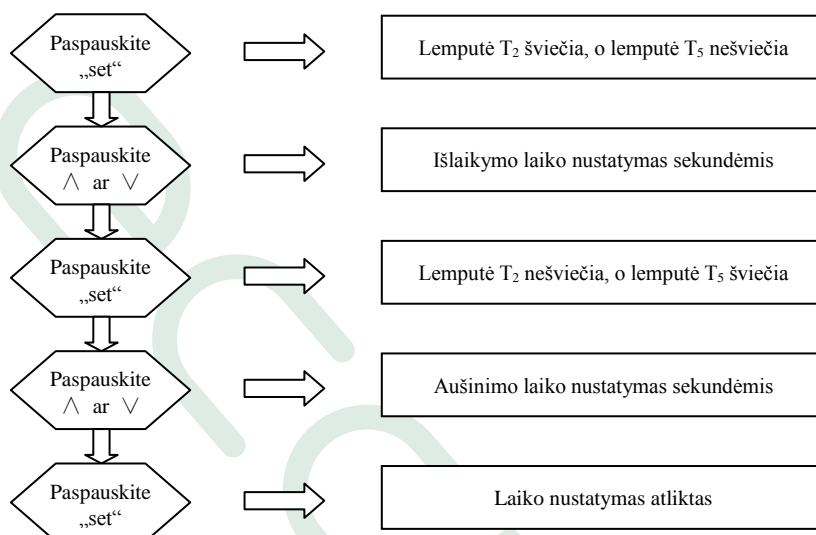 Paspauskite
„set“
Lemputė T₂ šviečia, o lemputė T₅ nešviečia
Paspauskite
∧ ar ∨
Išlaikymo laiko nustatymas sekundėmis
Paspauskite
„set“
Lemputė T₂ nešviečia, o lemputė T₅ šviečia
Paspauskite
∧ ar ∨
Aušinimo laiko nustatymas sekundėmis
Paspauskite
„set“
Laiko nustatymas atliktas